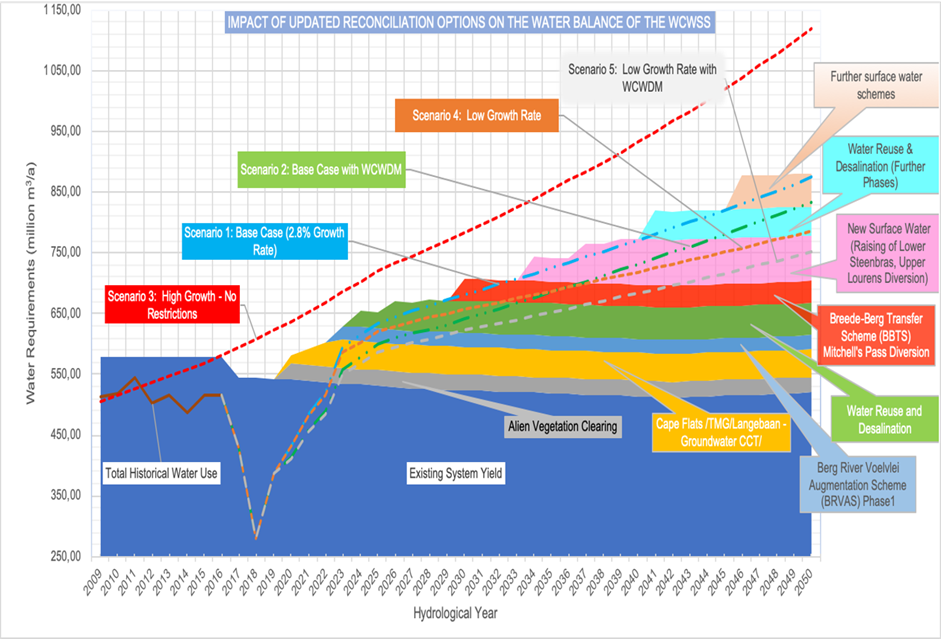 IMPACT OF UPDATED RECONCILIATION OPTIONS ON THE WATER BALANCE OF THE WCWSS
1 150,00
1050,00
950,00
850,00
750,00
650,00
550,00
450,00
350,00
250,00
Water Requirements (million m³/a)
Scenario 5: Low Growth Rate with
WCWDM
Further surface water
schemes
Scenario 4: Low Growth Rate
Water Reuse &
Desalination (Further
Phases)
Scenario 2: Base Case with WCWDM
New Surface Water
(Raising of Lower
Steenbras, Upper
Lourens Diversion)
Scenario 1: Base Case (2.8% Growth
Rate)
Scenario 3: High Growth - No
Restrictions
Breede-Berg Transfer
Scheme (BBTS)
Mitchell's Pass Diversion
Water Reuse and
Desalination
Alien Vegetation Clearing
Cape Flats /TMG/Langebaan -
Groundwater CCT/
Berg River Voelvlei
Augmentation Scheme
(BRVAS) Phase1
Total Historical Water Use
Existing System Yield
2009
2010
2011
2012
2013
2014
2015
2016
2017
2018
2019
2020
2021
2022
2023
2024
2025
2026
2027
2028
2029
2030
2031
2032
2033
2034
2035
2036
2037
2038
2039
2040
2041
2042
2043
2044
2045
2046
2047
2048
2049
2050
Hydrological Year